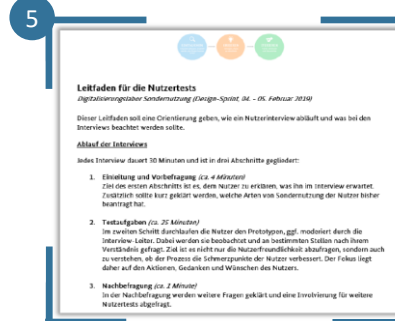 5
Leitfaden für die Nutzertests
Digitalisierungslabor Sondernutzung (Design-Sprint, 04. - 05. Februar 2019)
Dieser Leitfaden soll eine Orientierung geben, wie ein Nutzerinterview abläuft und was bei den
Interviews beachtet werden sollte.
Ablauf der Interviews
Jedes Interview dauert 30 Minuten und ist in drei Abschnitte gegliedert:
1. Einleitung und Vorbefragung (ca. 4 Minuten)
Ziel des ersten Abschnitts ist es, dem Nutzer zu erklären, was ihn im Interview erwartet.
Zusätzlich sollte kurz geklärt werden, welche Arten von Sondernutzung der Nutzer bisher
beantragt hat.
2. Testaufgaben (ca. 25 Minuten)
Im zweiten Schritt durchlaufen die Nutzer den Prototypen, ggf. moderiert durch die
Interview-Leiter. Dabei werden sie beobachtet und an bestimmten Stellen nach ihrem
Verständnis gefragt. Ziel ist es nicht nur die Nutzerfreundlichkeit abzufragen, sondern auch
zu verstehen, ob der Prozess die Schmerzpunkte der Nutzer verbessert. Der Fokus liegt
daher auf den Aktionen, Gedanken und Wünschen des Nutzers.
3. Nachbefragung (ca. 1 Minute)
In der Nachbefragung werden weitere Fragen geklärt und eine Involvierung für weitere
Nutzertests abgefragt.